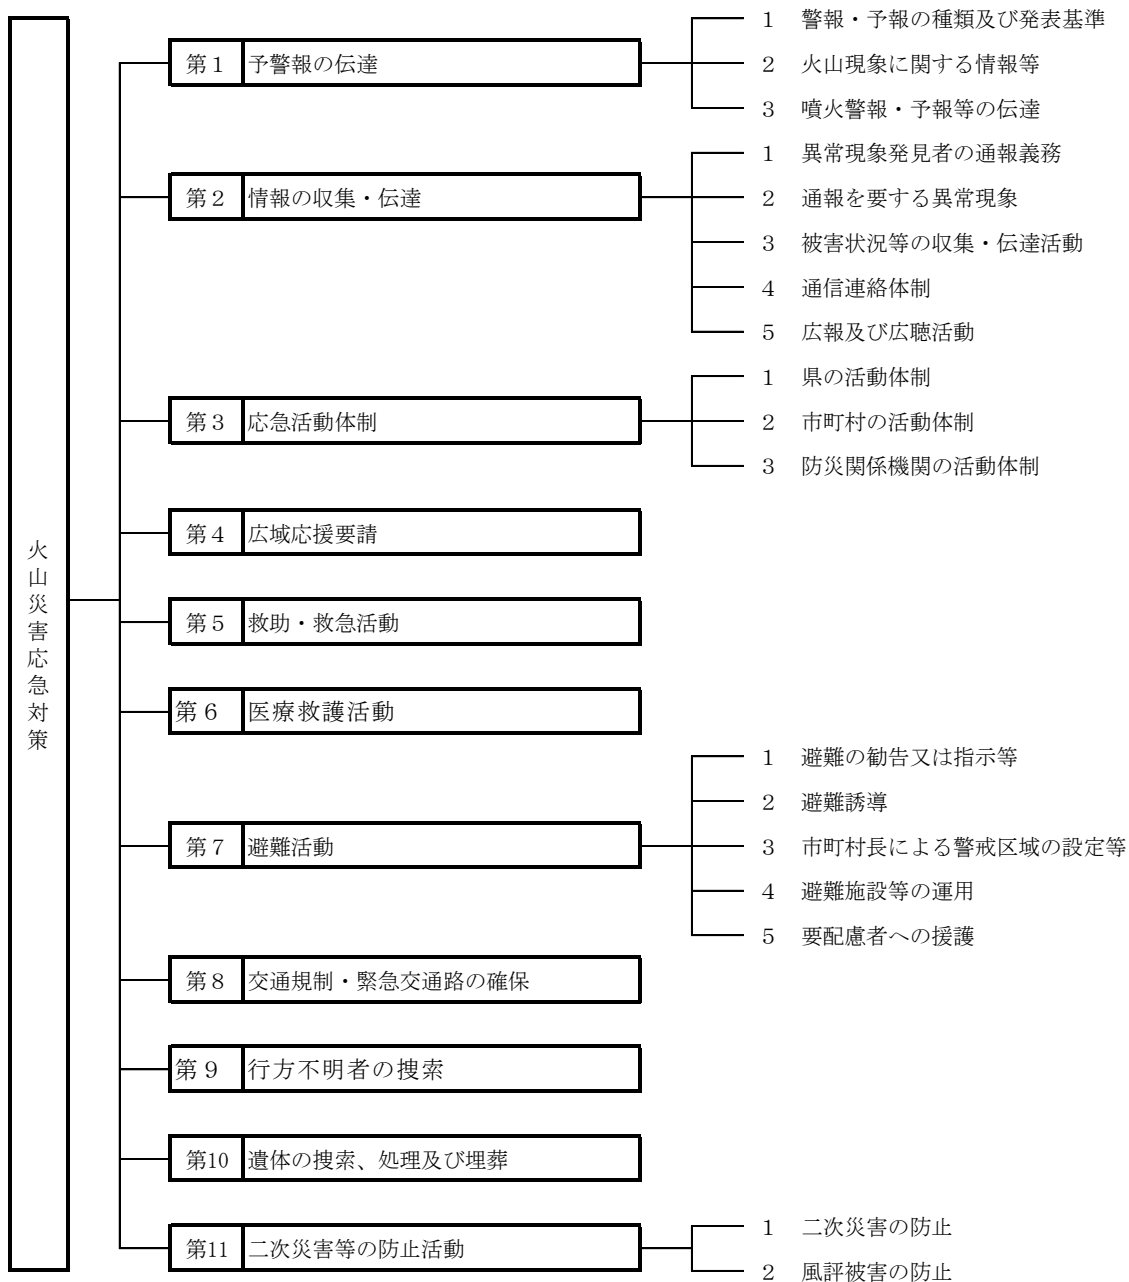 火山災害応急対策
第１ 予警報の伝達
１ 警報・予報の種類及び発表基準
２ 火山現象に関する情報等
３ 噴火警報・予報等の伝達
第２ 情報の収集・伝達
１ 異常現象発見者の通報義務
２ 通報を要する異常現象
３ 被害状況等の収集・伝達活動
４ 通信連絡体制
５ 広報及び広聴活動
第３ 応急活動体制
１ 県の活動体制
２ 市町村の活動体制
３ 防災関係機関の活動体制
第４ 広域応援要請
第５ 救助・救急活動
第６ 医療救護活動
第７ 避難活動
１ 避難の勧告又は指示等
２ 避難誘導
３ 市町村長による警戒区域の設定等
４ 避難施設等の運用
５ 要配慮者への援護
第８ 交通規制・緊急交通路の確保
第９ 行方不明者の捜索
第10 遺体の捜索、処理及び埋葬
第11 二次災害等の防止活動
１ 二次災害の防止
２ 風評被害の防止